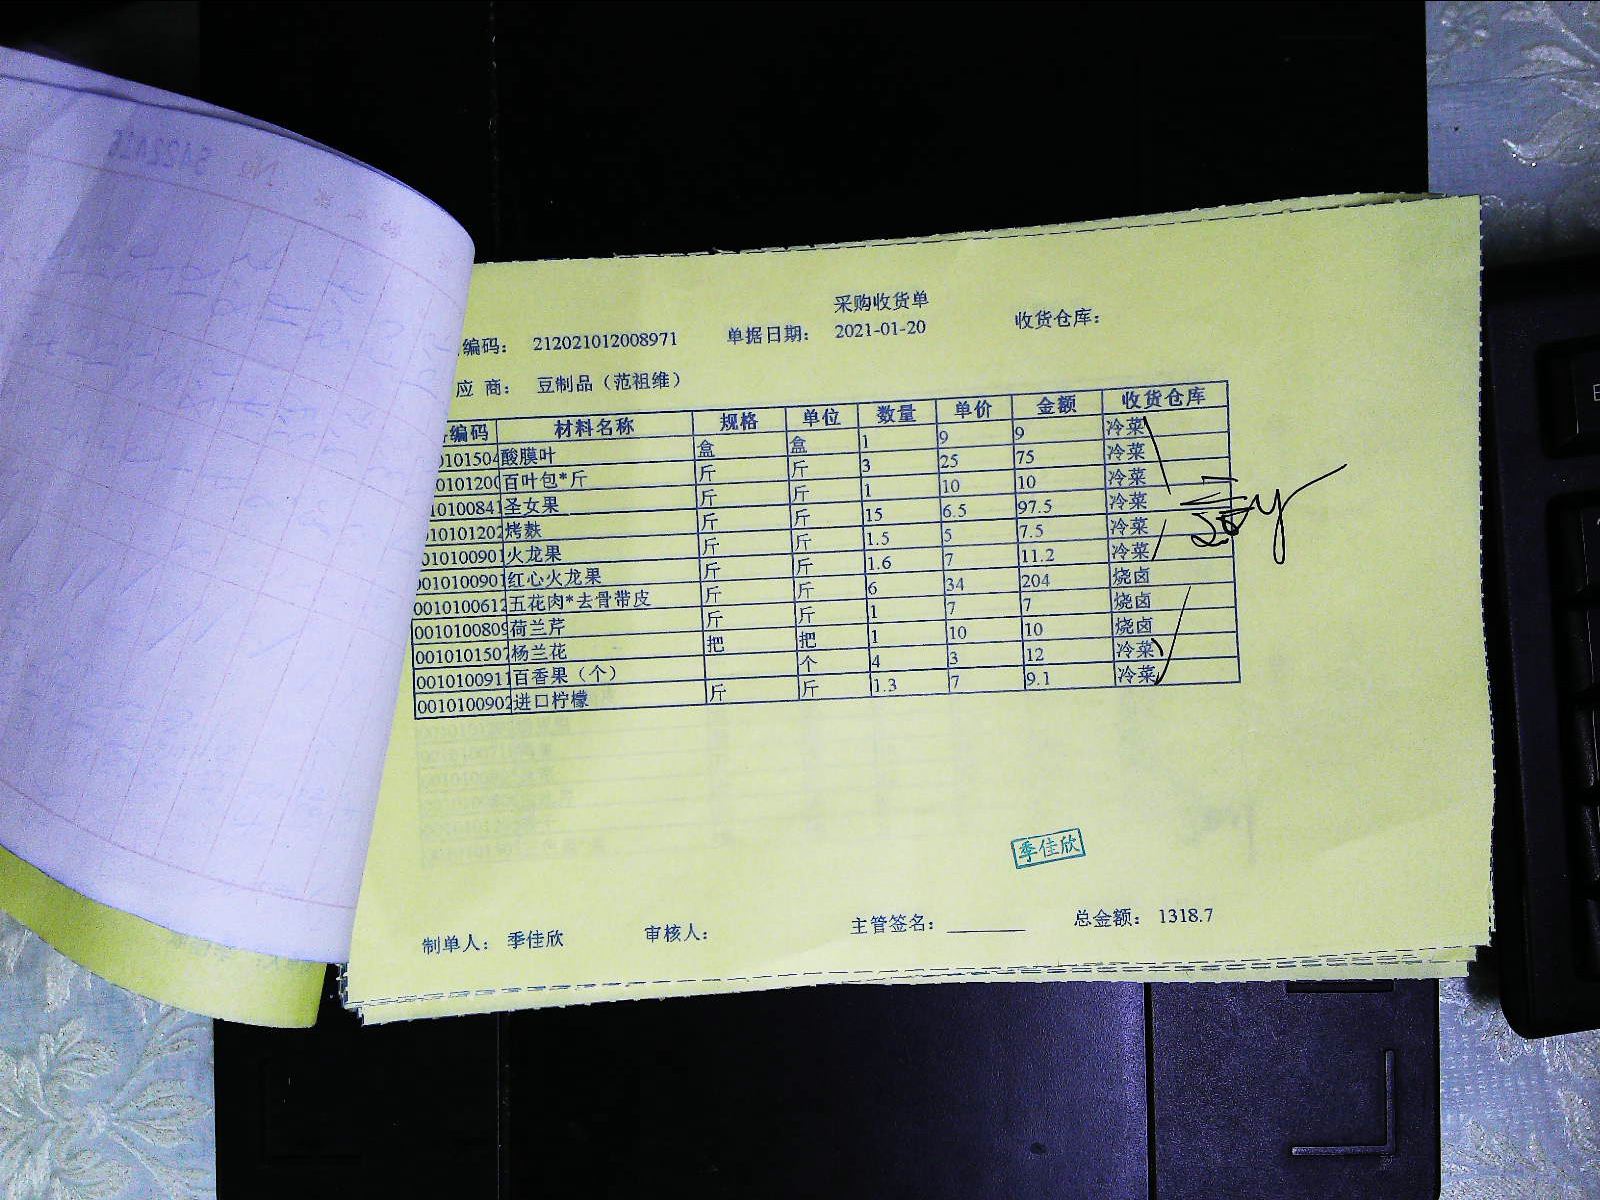 采购收货单
编码： 212021012008971 单据日期： 2021-01-20 收货仓库：
应 商： 豆制品（范祖维）
编码 材料名称 规格 单位 数量 单价 金额 收货仓库
0101504 酸膜叶 盒 盒 1 9 9 冷菜
0101200 百叶包*斤 斤 斤 3 25 75 冷菜
0100841 圣女果 斤 斤 1 10 10 冷菜
0101202 烤麸 斤 斤 15 6.5 97.5 冷菜
0010100901 火龙果 斤 斤 1.5 5 7.5 冷菜
0010100901 红心火龙果 斤 斤 1.6 7 11.2 冷菜
0010100612 五花肉*去骨带皮 斤 斤 6 34 204 烧卤
0010100809 荷兰芹 斤 斤 1 7 7 烧卤
0010101507 杨兰花 把 把 1 10 10 烧卤
0010100911 百香果（个） 个 4 3 12 冷菜
0010100902 进口柠檬 斤 斤 1.3 7 9.1 冷菜
季佳欣
制单人： 季佳欣 审核人： 主管签名： 总金额： 1318.7